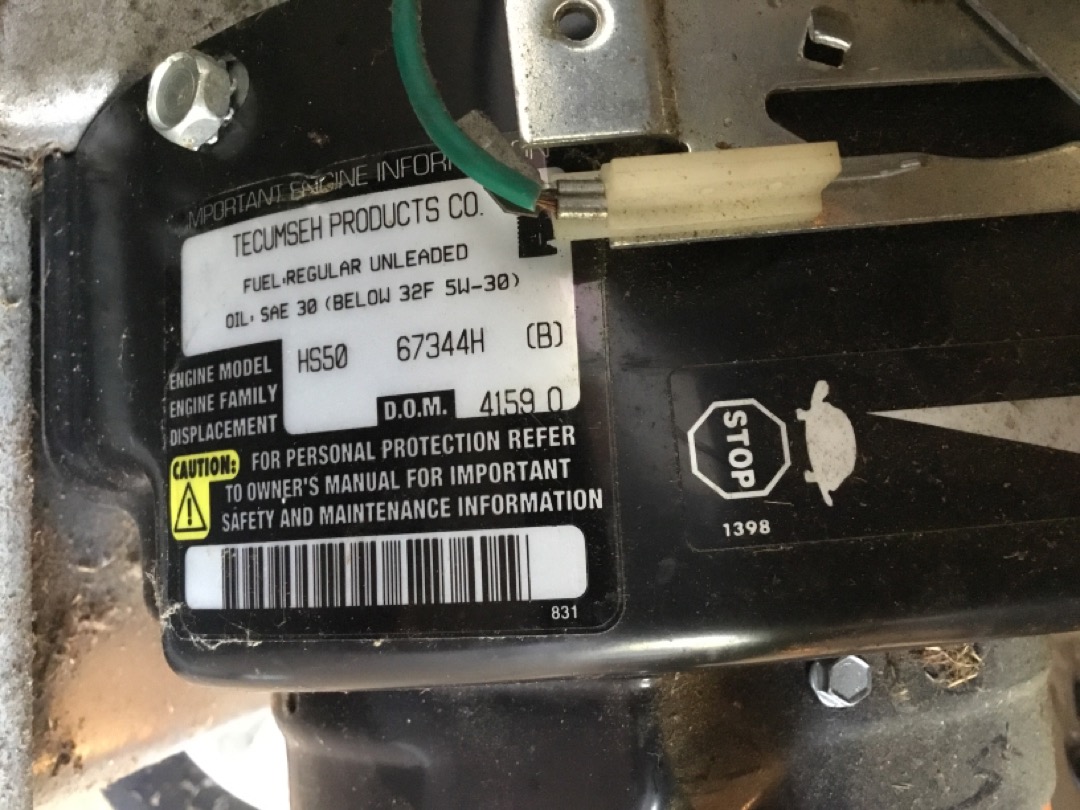 IMPORTANT ENGINE INFORMATION
TECUMSEH PRODUCTS CO.
FUEL:REGULAR UNLEADED
OIL: SAE 30 (BELOW 32F 5W-30)
ENGINE MODEL HS50 67344H (B)
ENGINE FAMILY
DISPLACEMENT
D.O.M. 4159 0
CAUTION: FOR PERSONAL PROTECTION REFER
TO OWNER'S MANUAL FOR IMPORTANT
SAFETY AND MAINTENANCE INFORMATION
831
STOP
1398